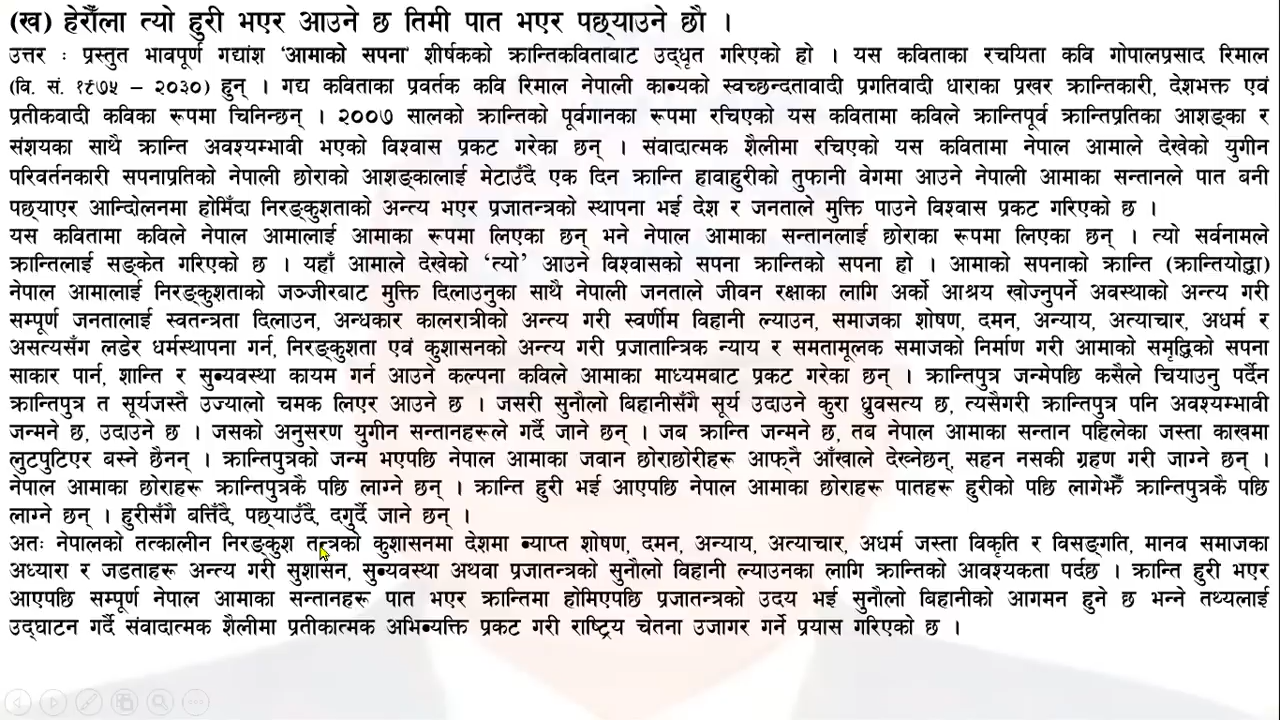 (ख) हेरौंला त्यो हुरी भएर आउने छ तिमी पात भएर पछ्याउने छौ ।
उत्तर : प्रस्तुत भावपूर्ण गद्यांश 'आमाको सपना' शीर्षकको क्रान्तिकविताबाट उद्धृत गरिएको हो । यस कविताका रचयिता कवि गोपालप्रसाद रिमाल
(वि. सं. १९७५ – २०३०) हुन् । गद्य कविताका प्रवर्तक कवि रिमाल नेपाली काव्यको स्वच्छन्दतावादी प्रगतिवादी धाराका प्रखर क्रान्तिकारी, देशभक्त एवं
प्रतीकवादी कविका रूपमा चिनिन्छन् । २००७ सालको क्रान्तिको पूर्वगानका रूपमा रचिएको यस कवितामा कविले क्रान्तिपूर्व क्रान्तिप्रतिका आशङ्का र
संशयका साथै क्रान्ति अवश्यम्भावी भएको विश्वास प्रकट गरेका छन् । संवादात्मक शैलीमा रचिएको यस कवितामा नेपाल आमाले देखेको युगीन
परिवर्तनकारी सपनाप्रतिको नेपाली छोराको आशङ्कालाई मेटाउँदै एक दिन क्रान्ति हावाहुरीको तुफानी वेगमा आउने नेपाली आमाका सन्तानले पात बनी
पछ्याएर आन्दोलनमा होमिँदा निरङ्कुशताको अन्त्य भएर प्रजातन्त्रको स्थापना भई देश र जनताले मुक्ति पाउने विश्वास प्रकट गरिएको छ ।
यस कवितामा कविले नेपाल आमालाई आमाका रूपमा लिएका छन् भने नेपाल आमाका सन्तानलाई छोराका रूपमा लिएका छन् । त्यो सर्वनामले
क्रान्तिलाई सङ्केत गरिएको छ । यहाँ आमाले देखेको 'त्यो' आउने विश्वासको सपना क्रान्तिको सपना हो । आमाको सपनाको क्रान्ति (क्रान्तियोद्धा)
नेपाल आमालाई निरङ्कुशताको जञ्जीरबाट मुक्ति दिलाउनुका साथै नेपाली जनताले जीवन रक्षाका लागि अर्को आश्रय खोज्नुपर्ने अवस्थाको अन्त्य गरी
सम्पूर्ण जनतालाई स्वतन्त्रता दिलाउन, अन्धकार कालरात्रीको अन्त्य गरी स्वर्णीम विहानी ल्याउन, समाजका शोषण, दमन, अन्याय, अत्याचार, अधर्म र
असत्यसँग लडेर धर्मस्थापना गर्न, निरङ्कुशता एवं कुशासनको अन्त्य गरी प्रजातान्त्रिक न्याय र समतामूलक समाजको निर्माण गरी आमाको समृद्धिको सपना
साकार पार्न, शान्ति र सुव्यवस्था कायम गर्न आउने कल्पना कविले आमाका माध्यमबाट प्रकट गरेका छन् । क्रान्तिपुत्र जन्मेपछि कसैले चियाउनु पर्दैन
क्रान्तिपुत्र त सूर्यजस्तै उज्यालो चमक लिएर आउने छ । जसरी सुनौलो बिहानीसँगै सूर्य उदाउने कुरा ध्रुवसत्य छ, त्यसैगरी क्रान्तिपुत्र पनि अवश्यम्भावी
जन्मने छ, उदाउने छ । जसको अनुसरण युगीन सन्तानहरूले गर्दै जाने छन् । जब क्रान्ति जन्मने छ, तब नेपाल आमाका सन्तान पहिलेका जस्ता काखमा
लुटपुटिएर बस्ने छैनन् । क्रान्तिपुत्रको जन्म भएपछि नेपाल आमाका जवान छोराछोरीहरू आफ्नै आँखाले देख्नेछन्, सहन नसकी ग्रहण गरी जाग्ने छन् ।
नेपाल आमाका छोराहरू क्रान्तिपुत्रकै पछि लाग्ने छन् । क्रान्ति हुरी भई आएपछि नेपाल आमाका छोराहरू पातहरू हुरीको पछि लागेझैँ क्रान्तिपुत्रकै पछि
लाग्ने छन् । हुरीसँगै बत्तिँदै, पछ्याउँदै, दगुर्दै जाने छन् ।
अतः नेपालको तत्कालीन निरङ्कुश तन्त्रको कुशासनमा देशमा व्याप्त शोषण, दमन, अन्याय, अत्याचार, अधर्म जस्ता विकृति र विसङ्गति, मानव समाजका
अध्यारा र जडताहरू अन्त्य गरी सुशासन, सुव्यवस्था अथवा प्रजातन्त्रको सुनौलो विहानी ल्याउनका लागि क्रान्तिको आवश्यकता पर्दछ । क्रान्ति हुरी भएर
आएपछि सम्पूर्ण नेपाल आमाका सन्तानहरू पात भएर क्रान्तिमा होमिएपछि प्रजातन्त्रको उदय भई सुनौलो बिहानीको आगमन हुने छ भन्ने तथ्यलाई
उद्घाटन गर्दै संवादात्मक शैलीमा प्रतीकात्मक अभिव्यक्ति प्रकट गरी राष्ट्रिय चेतना उजागर गर्ने प्रयास गरिएको छ ।